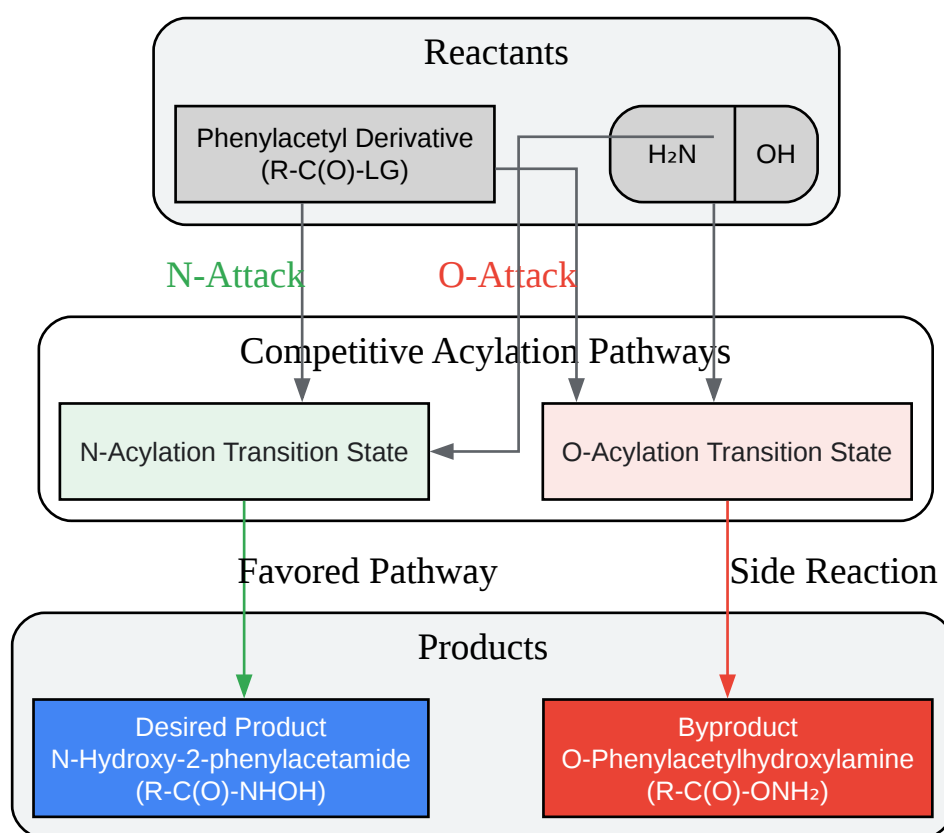 Reactants
Phenylacetyl Derivative
(R-C(O)-LG)
H₂N
OH
N-Attack
O-Attack
Competitive Acylation Pathways
N-Acylation Transition State
O-Acylation Transition State
Favored Pathway
Side Reaction
Products
Desired Product
N-Hydroxy-2-phenylacetamide
(R-C(O)-NHOH)
Byproduct
O-Phenylacetylhydroxylamine
(R-C(O)-ONH₂)